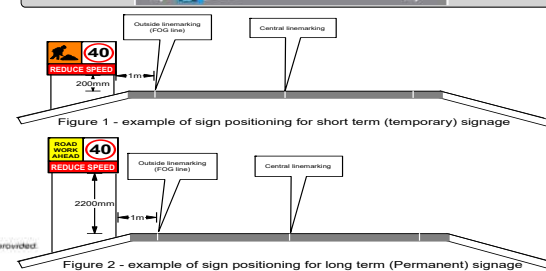 Outside linemarking
(FOG line)
Central linemarking
40
REDUCE SPEED
1m
200mm
Figure 1 - example of sign positioning for short term (temporary) signage
ROAD
WORK
AHEAD
40
REDUCE SPEED
Outside linemarking
(FOG line)
Central linemarking
2200mm
1m
provided.
Figure 2 - example of sign positioning for long term (Permanent) signage